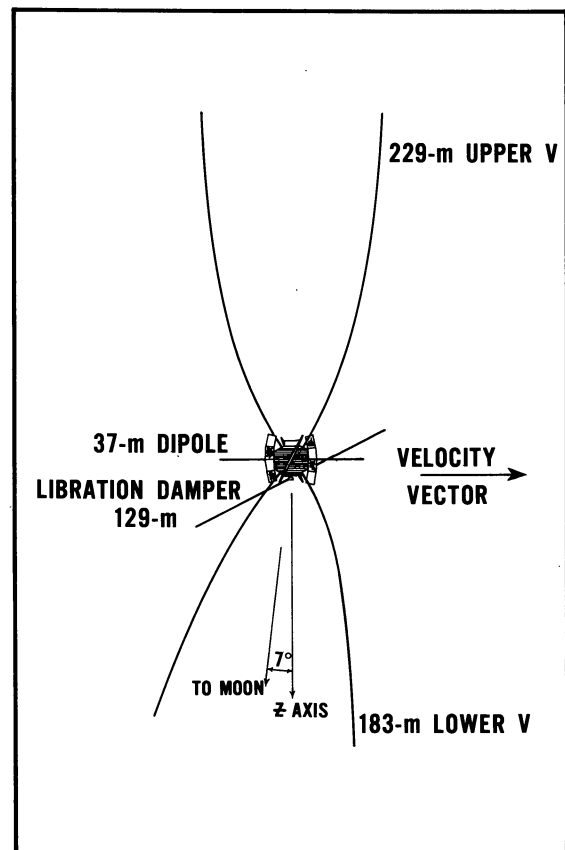 229-m UPPER V
37-m DIPOLE
VELOCITY
VECTOR
LIBRATION DAMPER
129-m
7°
TO MOON
Z AXIS
183-m LOWER V